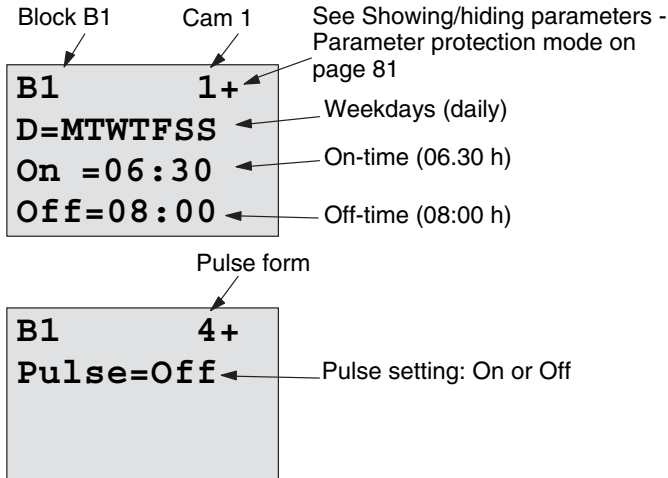 Block B1
Cam 1
See Showing/hiding parameters -
Parameter protection mode on
page 81
B1 1+
D=MTWTFSS
Weekdays (daily)
On =06:30
On-time (06.30 h)
Off=08:00
Off-time (08:00 h)
Pulse form
B1 4+
Pulse=Off
Pulse setting: On or Off